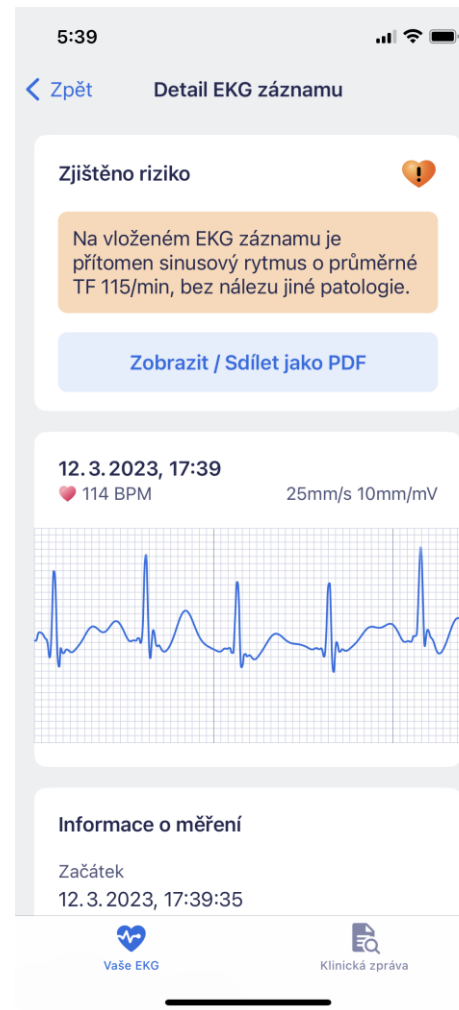 5:39
Zpět
Detail EKG záznamu
Zjištěno riziko
Na vloženém EKG záznamu je
přítomen sinusový rytmus o průměrné
TF 115/min, bez nálezu jiné patologie.
Zobrazit / Sdílet jako PDF
12. 3. 2023, 17:39
114 BPM
25mm/s 10mm/mV
Informace o měření
Začátek
12. 3. 2023, 17:39:35
Vaše EKG
Klinická zpráva